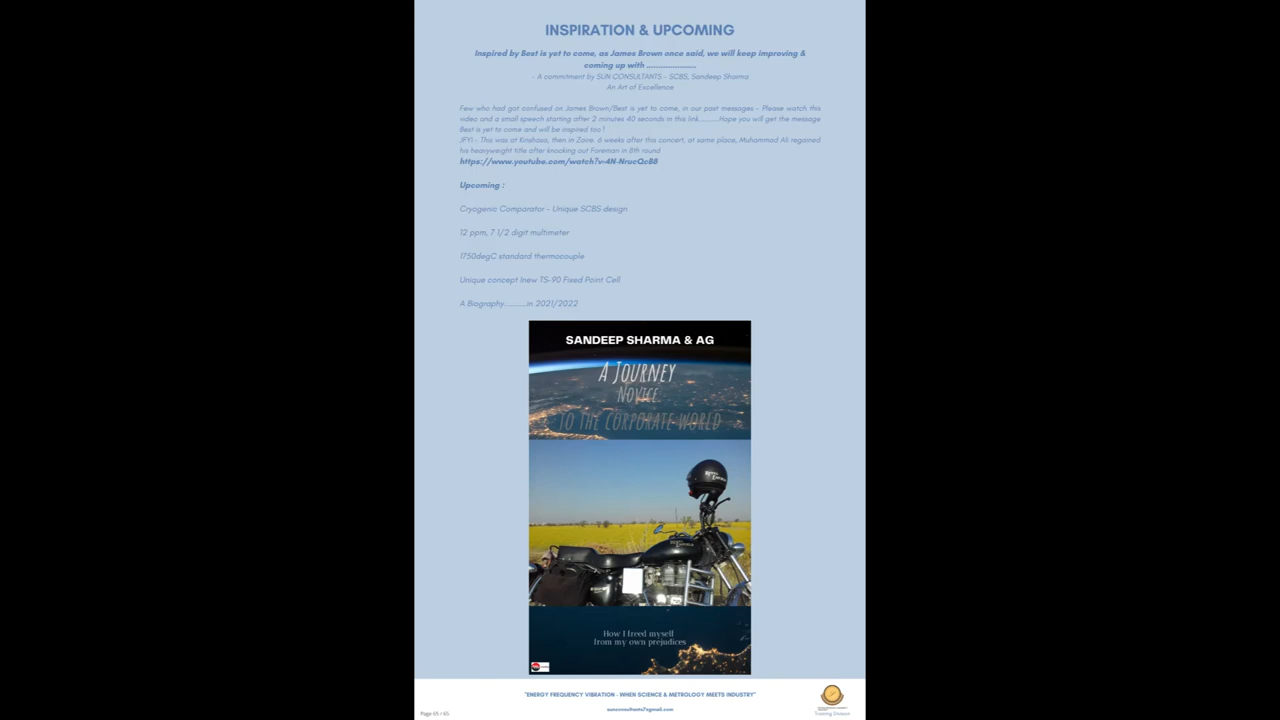 INSPIRATION & UPCOMING
Inspired by Best is yet to come, as James Brown once said, we will keep improving &
coming up with .....................
- A commitment by SUN CONSULTANTS - SCBS, Sandeep Sharma
An Art of Excellence
Few who had got confused on James Brown/Best is yet to come, in our past messages - Please watch this
video and a small speech starting after 2 minutes 40 seconds in this link..........Hope you will get the message
Best is yet to come and will be inspired too!
JFYI - This was at Kinshasa, then in Zaire. 6 weeks after this concert, at same place, Muhammad Ali regained
his heavyweight title after knocking out Foreman in 8th round
https://www.youtube.com/watch?v=4N-NrucQcB8
Upcoming :
Cryogenic Comparator - Unique SCBS design
12 ppm, 7 1/2 digit multimeter
1750degC standard thermocouple
Unique concept Inew TS-90 Fixed Point Cell
A Biography..........in 2021/2022
SANDEEP SHARMA & AG
A JOURNEY
NOVICE
TO THE CORPORATE WORLD
How I freed myself
from my own prejudices
"ENERGY FREQUENCY VIBRATION - WHEN SCIENCE & METROLOGY MEETS INDUSTRY"
sunconsultants7@gmail.com
Page 65 / 65
Training Division